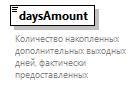 daysAmount
Количество накопленных
дополнительных выходных
дней, фактически
предоставленных